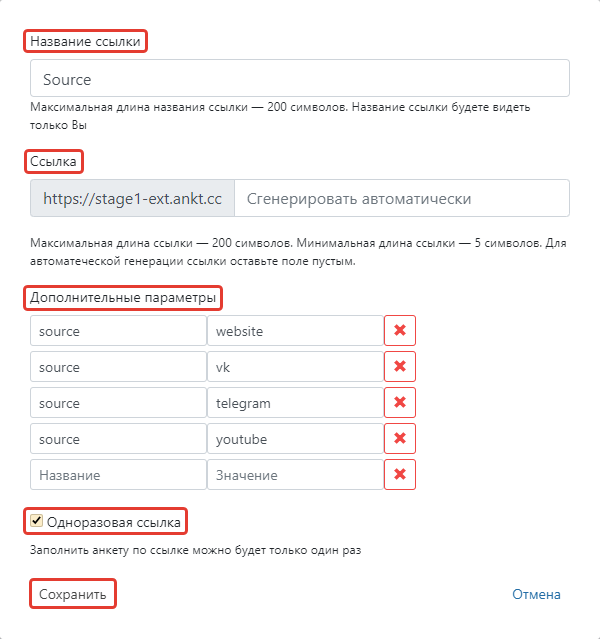 Название ссылки
Source
Максимальная длина названия ссылки — 200 символов. Название ссылки будете видеть
только Вы
Ссылка
https://stage1-ext.ankt.cc Сгенерировать автоматически
Максимальная длина ссылки — 200 символов. Минимальная длина ссылки — 5 символов. Для
автоматеческой генерации ссылки оставьте поле пустым.
Дополнительные параметры
source website
source vk
source telegram
source youtube
Название Значение
Одноразовая ссылка
Заполнить анкету по ссылке можно будет только один раз
Сохранить Отмена